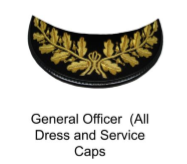 General Officer (All
Dress and Service
Caps